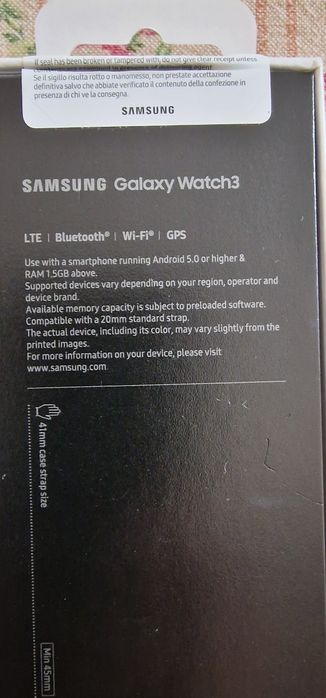 If seal has been broken or tampered with, do not give clear receipt unless
Se il sigillo risulta rotto o manomesso, non prestate accettazione
definitiva salvo che abbiate verificato il contenuto della confezione in
presenza di chi ve la consegna.
SAMSUNG
SAMSUNG Galaxy Watch3
LTE | Bluetooth® | Wi-Fi® | GPS
Use with a smartphone running Android 5.0 or higher &
RAM 1.5GB above.
Supported devices vary depending on your region, operator and
device brand.
Available memory capacity is subject to preloaded software.
Compatible with a 20mm standard strap.
The actual device, including its color, may vary slightly from the
printed images.
For more information on your device, please visit
www.samsung.com
41mm case strap size
Min 45mm